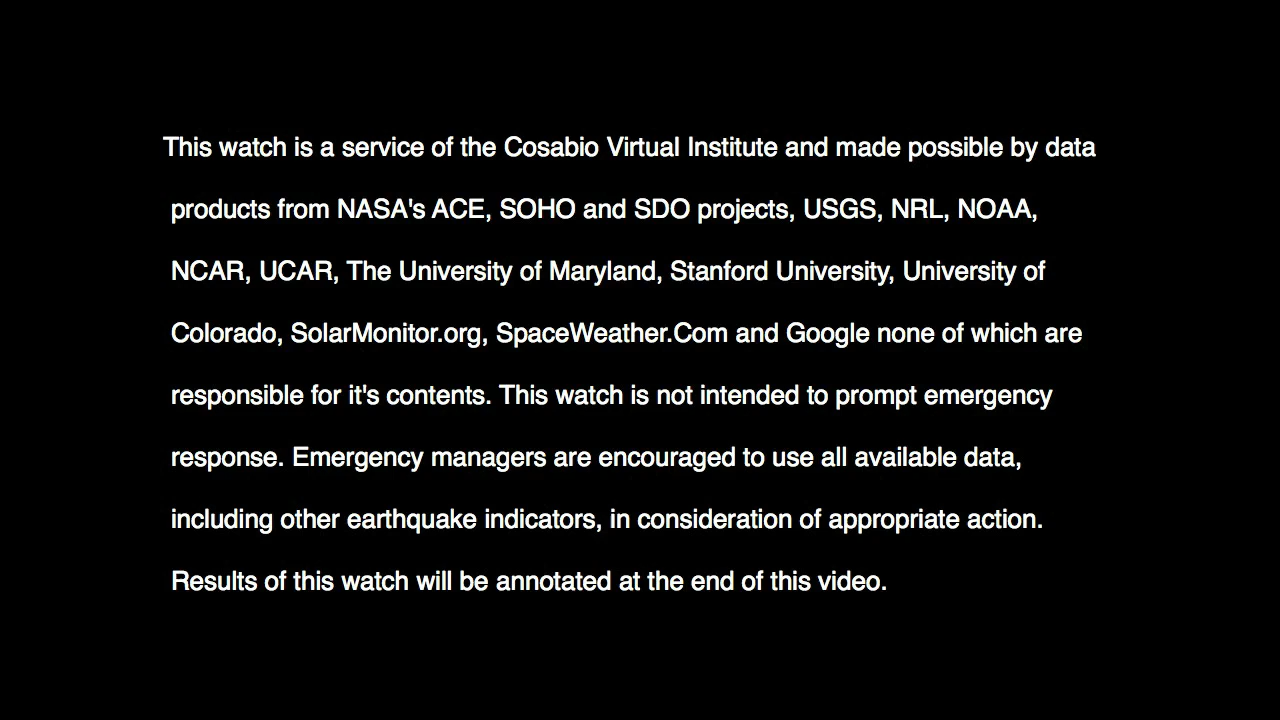 This watch is a service of the Cosabio Virtual Institute and made possible by data
products from NASA's ACE, SOHO and SDO projects, USGS, NRL, NOAA,
NCAR, UCAR, The University of Maryland, Stanford University, University of
Colorado, SolarMonitor.org, SpaceWeather.Com and Google none of which are
responsible for it's contents. This watch is not intended to prompt emergency
response. Emergency managers are encouraged to use all available data,
including other earthquake indicators, in consideration of appropriate action.
Results of this watch will be annotated at the end of this video.